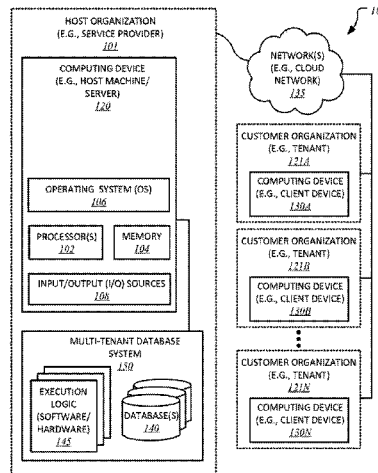 HOST ORGANIZATION
(E.G., SERVICE PROVIDER)
101
COMPUTING DEVICE
(E.G., HOST MACHINE/
SERVER)
120
OPERATING SYSTEM (OS)
106
PROCESSOR(S)
102
MEMORY
104
INPUT/OUTPUT (I/O) SOURCES
108
MULTI-TENANT DATABASE
SYSTEM
150
EXECUTION
LOGIC
(SOFTWARE/
HARDWARE)
145
DATABASE(S)
140
NETWORK(S)
(E.G., CLOUD
NETWORK)
135
CUSTOMER ORGANIZATION
(E.G., TENANT)
121A
COMPUTING DEVICE
(E.G., CLIENT DEVICE)
130A
CUSTOMER ORGANIZATION
(E.G., TENANT)
121B
COMPUTING DEVICE
(E.G., CLIENT DEVICE)
130B
CUSTOMER ORGANIZATION
(E.G., TENANT)
121N
COMPUTING DEVICE
(E.G., CLIENT DEVICE)
130N